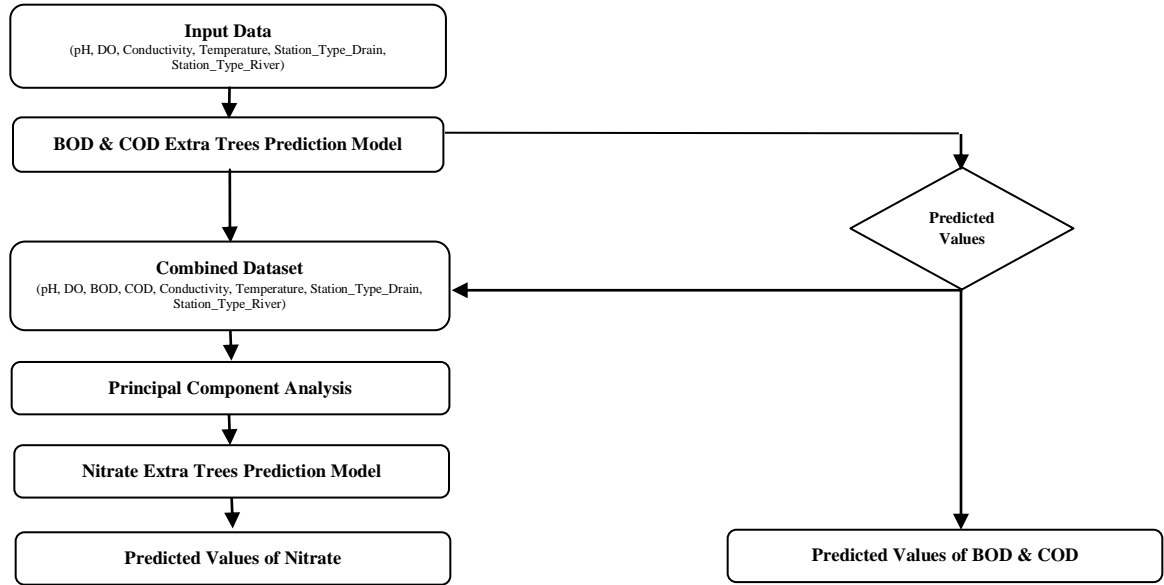 Input Data
(pH, DO, Conductivity, Temperature, Station_Type_Drain,
Station_Type_River)
BOD & COD Extra Trees Prediction Model
Predicted
Values
Combined Dataset
(pH, DO, BOD, COD, Conductivity, Temperature, Station_Type_Drain,
Station_Type_River)
Principal Component Analysis
Nitrate Extra Trees Prediction Model
Predicted Values of Nitrate
Predicted Values of BOD & COD